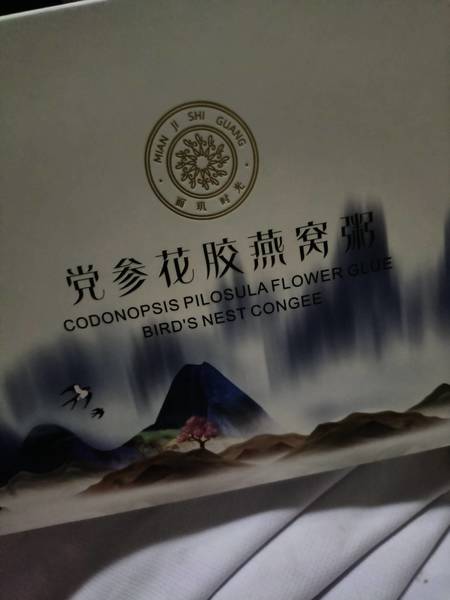 MIAN JI SHI GUANG
面肌时光
党参花胶燕窝粥
CODONOPSIS PILOSULA FLOWER GLUE
BIRD'S NEST CONGEE